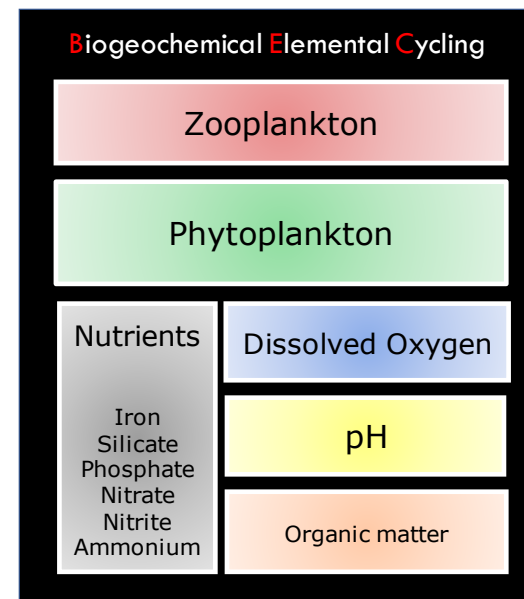 Biogeochemical Elemental Cycling
Zooplankton
Phytoplankton
Nutrients
Iron
Silicate
Phosphate
Nitrate
Nitrite
Ammonium
Dissolved Oxygen
pH
Organic matter